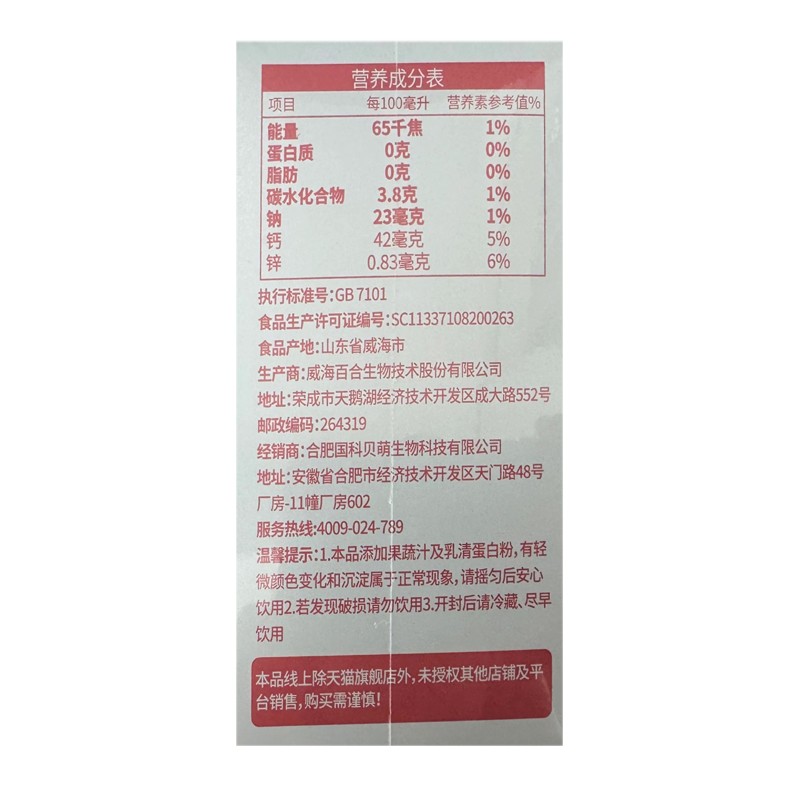 营养成分表
项目 每100毫升 营养素参考值%
能量 65千焦 1%
蛋白质 0克 0%
脂肪 0克 0%
碳水化合物 3.8克 1%
钠 23毫克 1%
钙 42毫克 5%
锌 0.83毫克 6%
执行标准号:GB 7101
食品生产许可证编号:SC11337108200263
食品产地:山东省威海市
生产商:威海百合生物技术股份有限公司
地址:荣成市天鹅湖经济技术开发区成大路552号
邮政编码:264319
经销商:合肥国科贝萌生物科技有限公司
地址:安徽省合肥市经济技术开发区天门路48号
厂房-11幢厂房602
服务热线:4009-024-789
温馨提示:1.本品添加果蔬汁及乳清蛋白粉,有轻
微颜色变化和沉淀属于正常现象,请摇匀后安心
饮用2.若发现破损请勿饮用3.开封后请冷藏、尽早
饮用
本品线上除天猫旗舰店外,未授权其他店铺及平
台销售,购买需谨慎!